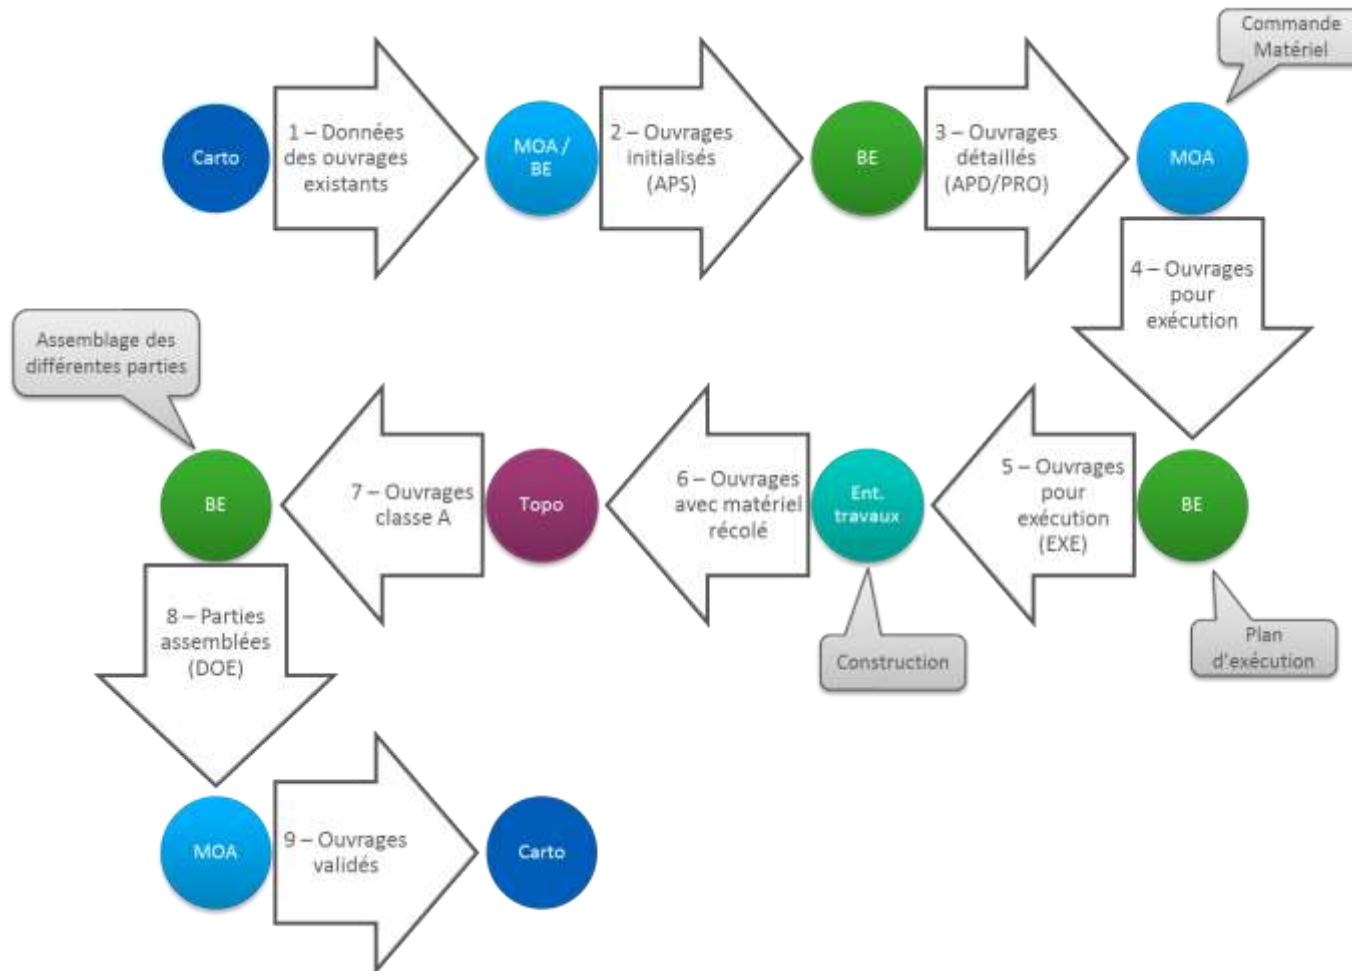 Commande
Matériel
Carto
1 – Données
des ouvrages
existants
MOA /
BE
2 – Ouvrages
initialisés
(APS)
BE
3 – Ouvrages
détaillés
(APD/PRO)
MOA
4 – Ouvrages
pour
exécution
Assemblage des
différentes parties
BE
7 – Ouvrages
classe A
Topo
6 – Ouvrages
avec matériel
récolé
Ent.
travaux
5 – Ouvrages
pour
exécution
(EXE)
BE
Construction
Plan
d'exécution
8 – Parties
assemblées
(DOE)
MOA
9 – Ouvrages
validés
Carto